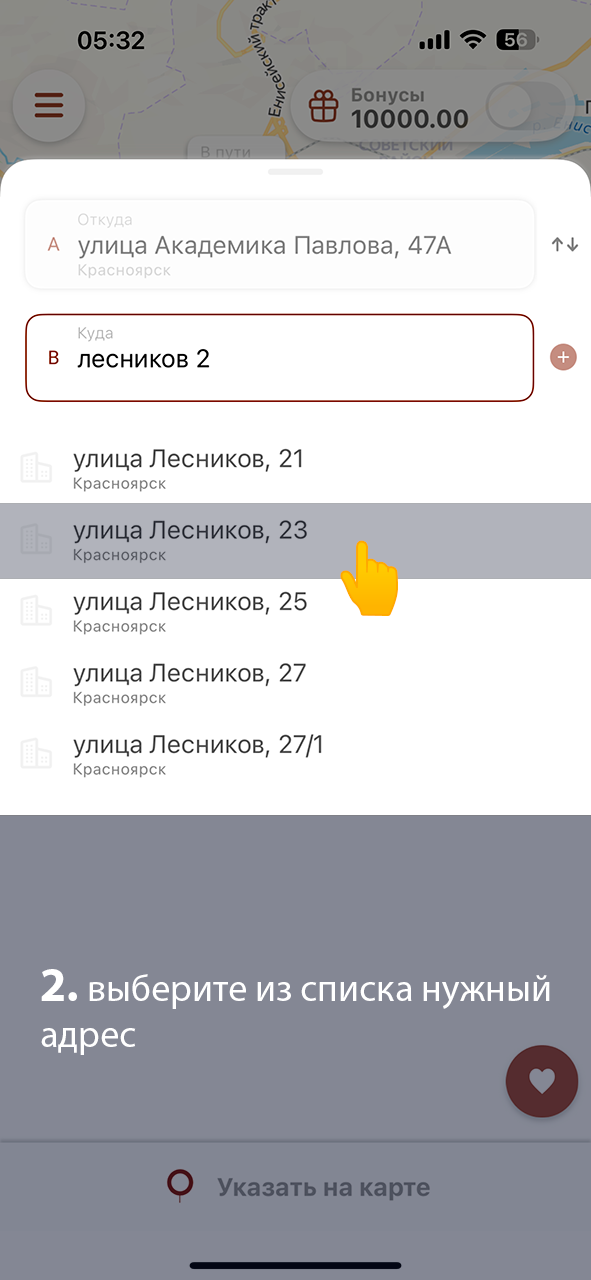 05:32
56
Енисейский тракт
Бонусы
10000.00
В пути
СОВЕТСКИЙ
Откуда
A улица Академика Павлова, 47А
Красноярск
Куда
B лесников 2
улица Лесников, 21
Красноярск
улица Лесников, 23
Красноярск
улица Лесников, 25
Красноярск
улица Лесников, 27
Красноярск
улица Лесников, 27/1
Красноярск
2. выберите из списка нужный
адрес
Указать на карте